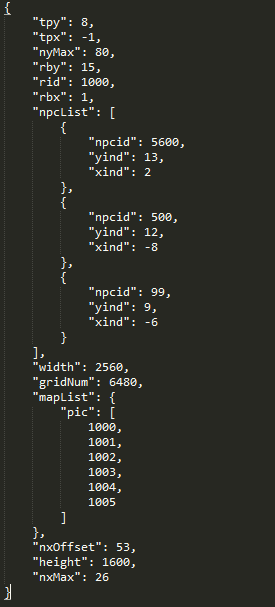 {
    "tpy": 8,
    "tpx": -1,
    "nyMax": 80,
    "rby": 15,
    "rid": 1000,
    "rbx": 1,
    "npcList": [
        {
            "npcid": 5600,
            "yind": 13,
            "xind": 2
        },
        {
            "npcid": 500,
            "yind": 12,
            "xind": -8
        },
        {
            "npcid": 99,
            "yind": 9,
            "xind": -6
        }
    ],
    "width": 2560,
    "gridNum": 6480,
    "mapList": {
        "pic": [
            1000,
            1001,
            1002,
            1003,
            1004,
            1005
        ]
    },
    "nxOffset": 53,
    "height": 1600,
    "nxMax": 26
}